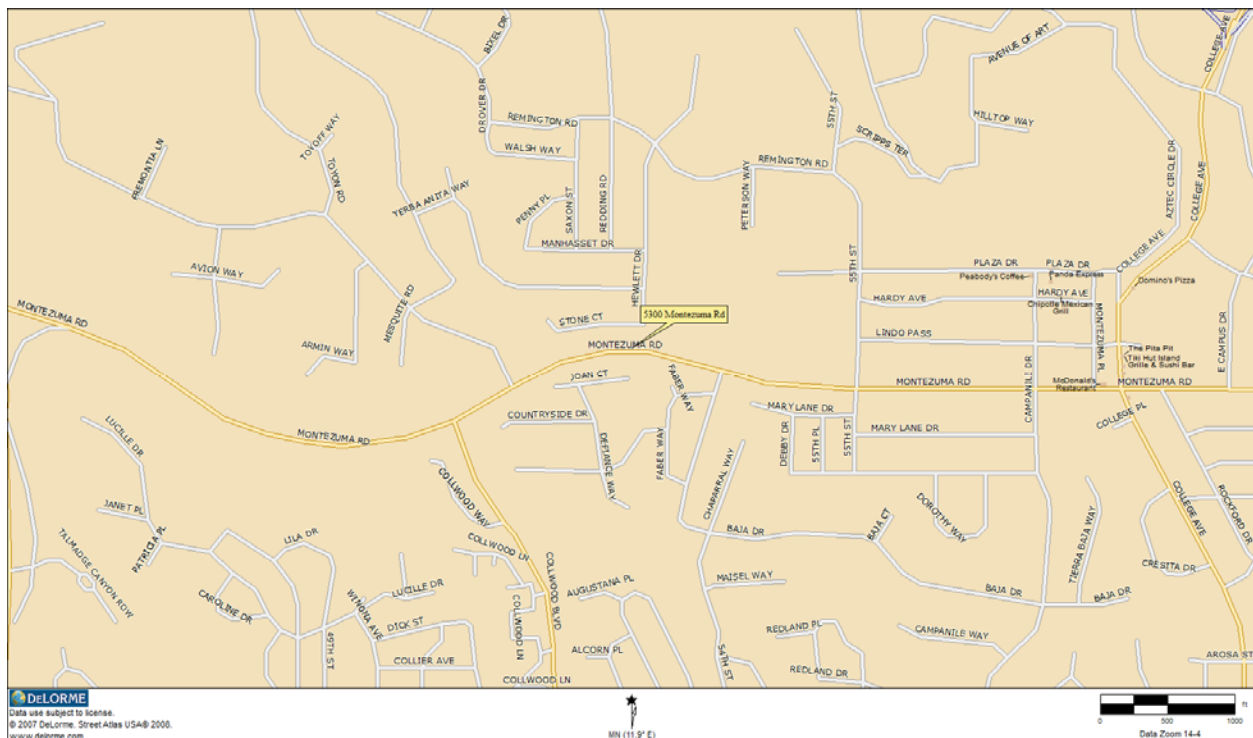 BIXEL DR
AVENUE OF ART
COLLEGE AVE
DROVER DR
REMINGTON RD
55TH ST
HILLTOP WAY
TOYOFF WAY
WALSH WAY
SCRIPPS TER
FREMONTIA LN
TOYON RD
YERBA ANITA WAY
PENNY PL
SAXON ST
REDDING RD
PETERSON WAY
REMINGTON RD
AZTEC CIRCLE DR
COLLEGE AVE
MANHASSET DR
COLLEGE AVE
AVION WAY
HEWLETT DR
55TH ST
PLAZA DR
PLAZA DR
Peabody's Coffee
Panda Express
Domino's Pizza
MONTEZUMA RD
MESQUITE RD
HARDY AVE
HARDY AVE
Chipotle Mexican
Grill
STONE CT
5300 Montezuma Rd
LINDO PASS
MONTEZUMA PL
E CAMPUS DR
ARMIN WAY
MONTEZUMA RD
The Pita Pit
Tiki Hut Island
Grille & Sushi Bar
JOAN CT
FABER WAY
MONTEZUMA RD
CAMPANILE DR
McDonald's
Restaurant
MONTEZUMA RD
COUNTRYSIDE DR
MARY LANE DR
COLLEGE PL
LUCILLE DR
MONTEZUMA RD
DEFIANCE WAY
FABER WAY
DEBBY DR
55TH PL
55TH ST
MARY LANE DR
COLLWOOD WAY
CHAPARRAL WAY
JANET PL
PATRICIA PL
DOROTHY WAY
COLLEGE AVE
ROCKFORD DR
TALMADGE CANYON ROW
LILA DR
COLLWOOD LN
BAJA DR
BAJA CT
TIERRA BAJA WAY
CRESITA DR
CAROLINE DR
WINONA AVE
LUCILLE DR
COLLWOOD BLVD
AUGUSTANA PL
MAISEL WAY
BAJA DR
BAJA DR
49TH ST
DICK ST
COLLWOOD LN
REDLAND PL
CAMPANILE WAY
COLLIER AVE
ALCORN PL
54TH ST
REDLAND DR
AROSA ST
COLLWOOD LN
DELORME
Data use subject to license.
© 2007 DeLorme. Street Atlas USA® 2008.
www.delorme.com
MN (11.9° E)
ft
0 500 1000
Data Zoom 14-4